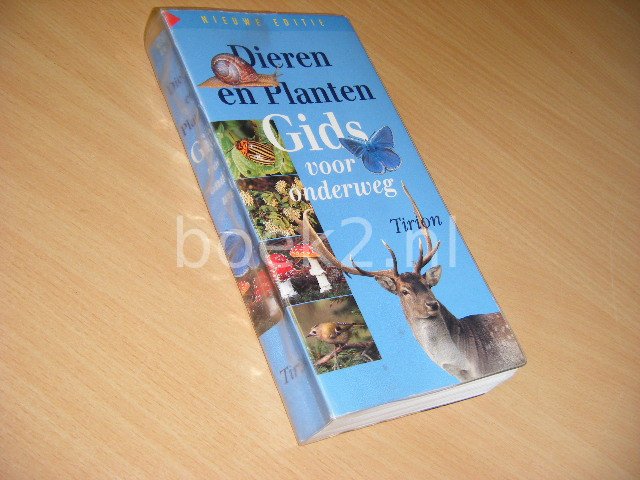 NIEUWE EDITIE
Dieren
en Planten
Gids
voor
onderweg
Tirion
boek2.nl